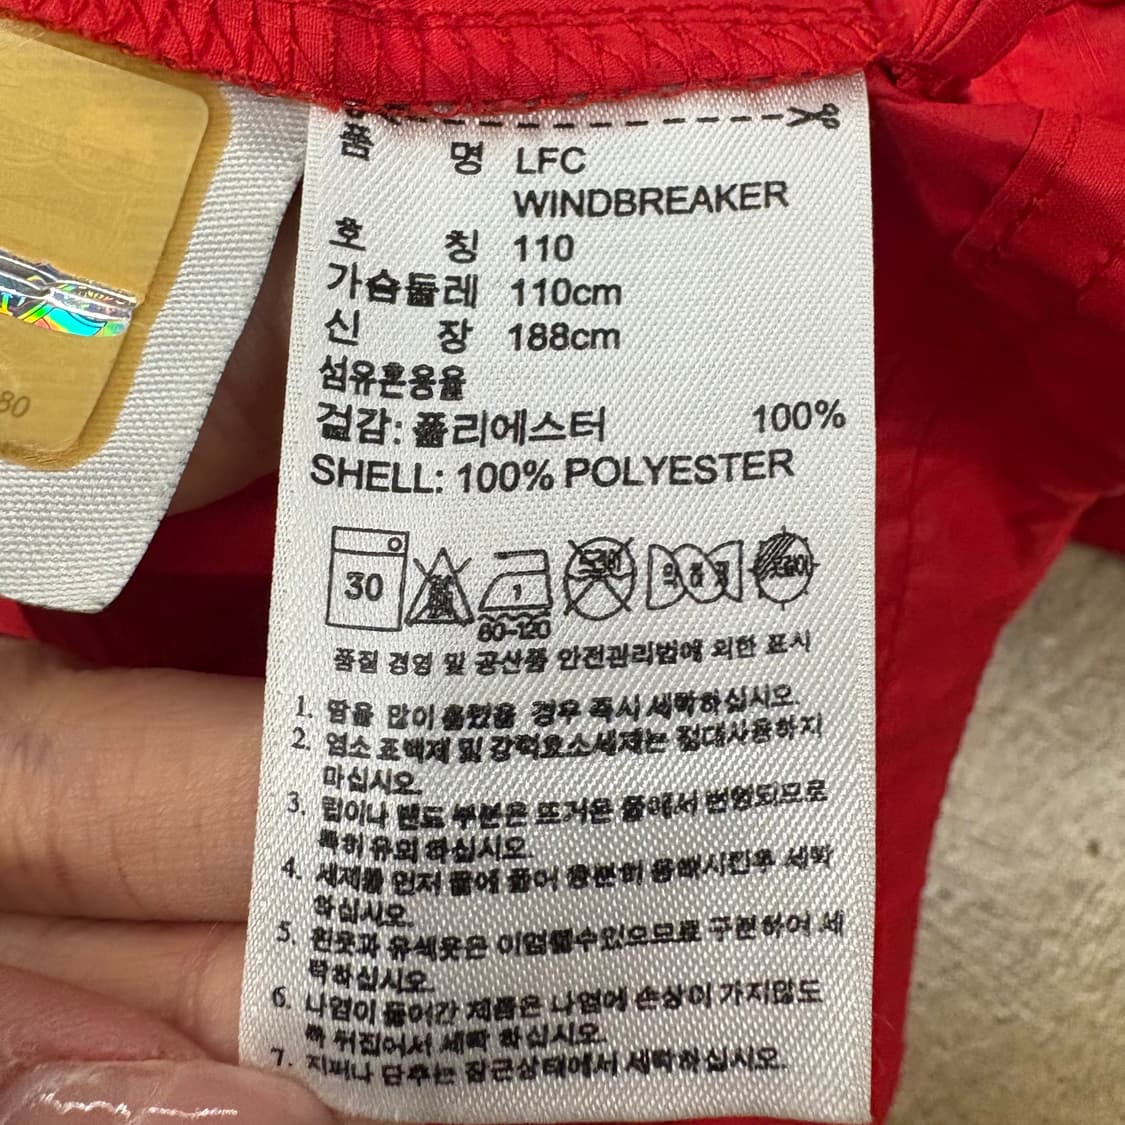 품 명 LFC
WINDBREAKER
호 칭 110
가슴둘레 110cm
신 장 188cm
섬유혼용율
겉감: 폴리에스터 100%
SHELL: 100% POLYESTER
30
1
80-120
약하게
품질 경영 및 공산품 안전관리법에 의한 표시
1. 땀을 많이 흘렸을 경우 즉시 세탁하십시오.
2. 염소 표백제 및 강력효소세제는 절대사용하지
마십시오.
3. 립이나 밴드 부분은 뜨거운 물에서 변형되므로
특히 유의 하십시오.
4. 세제를 먼저 물에 풀어 충분히 용해시킨후 세탁
하십시오.
5. 흰옷과 유색옷은 이염될수있으므로 구분하여 세
탁하십시오.
6. 나염이 들어간 제품은 나염에 손상이 가지않도
록 뒤집어서 세탁 하십시오.
7. 지퍼나 단추는 잠근상태에서 세탁하십시오.
80